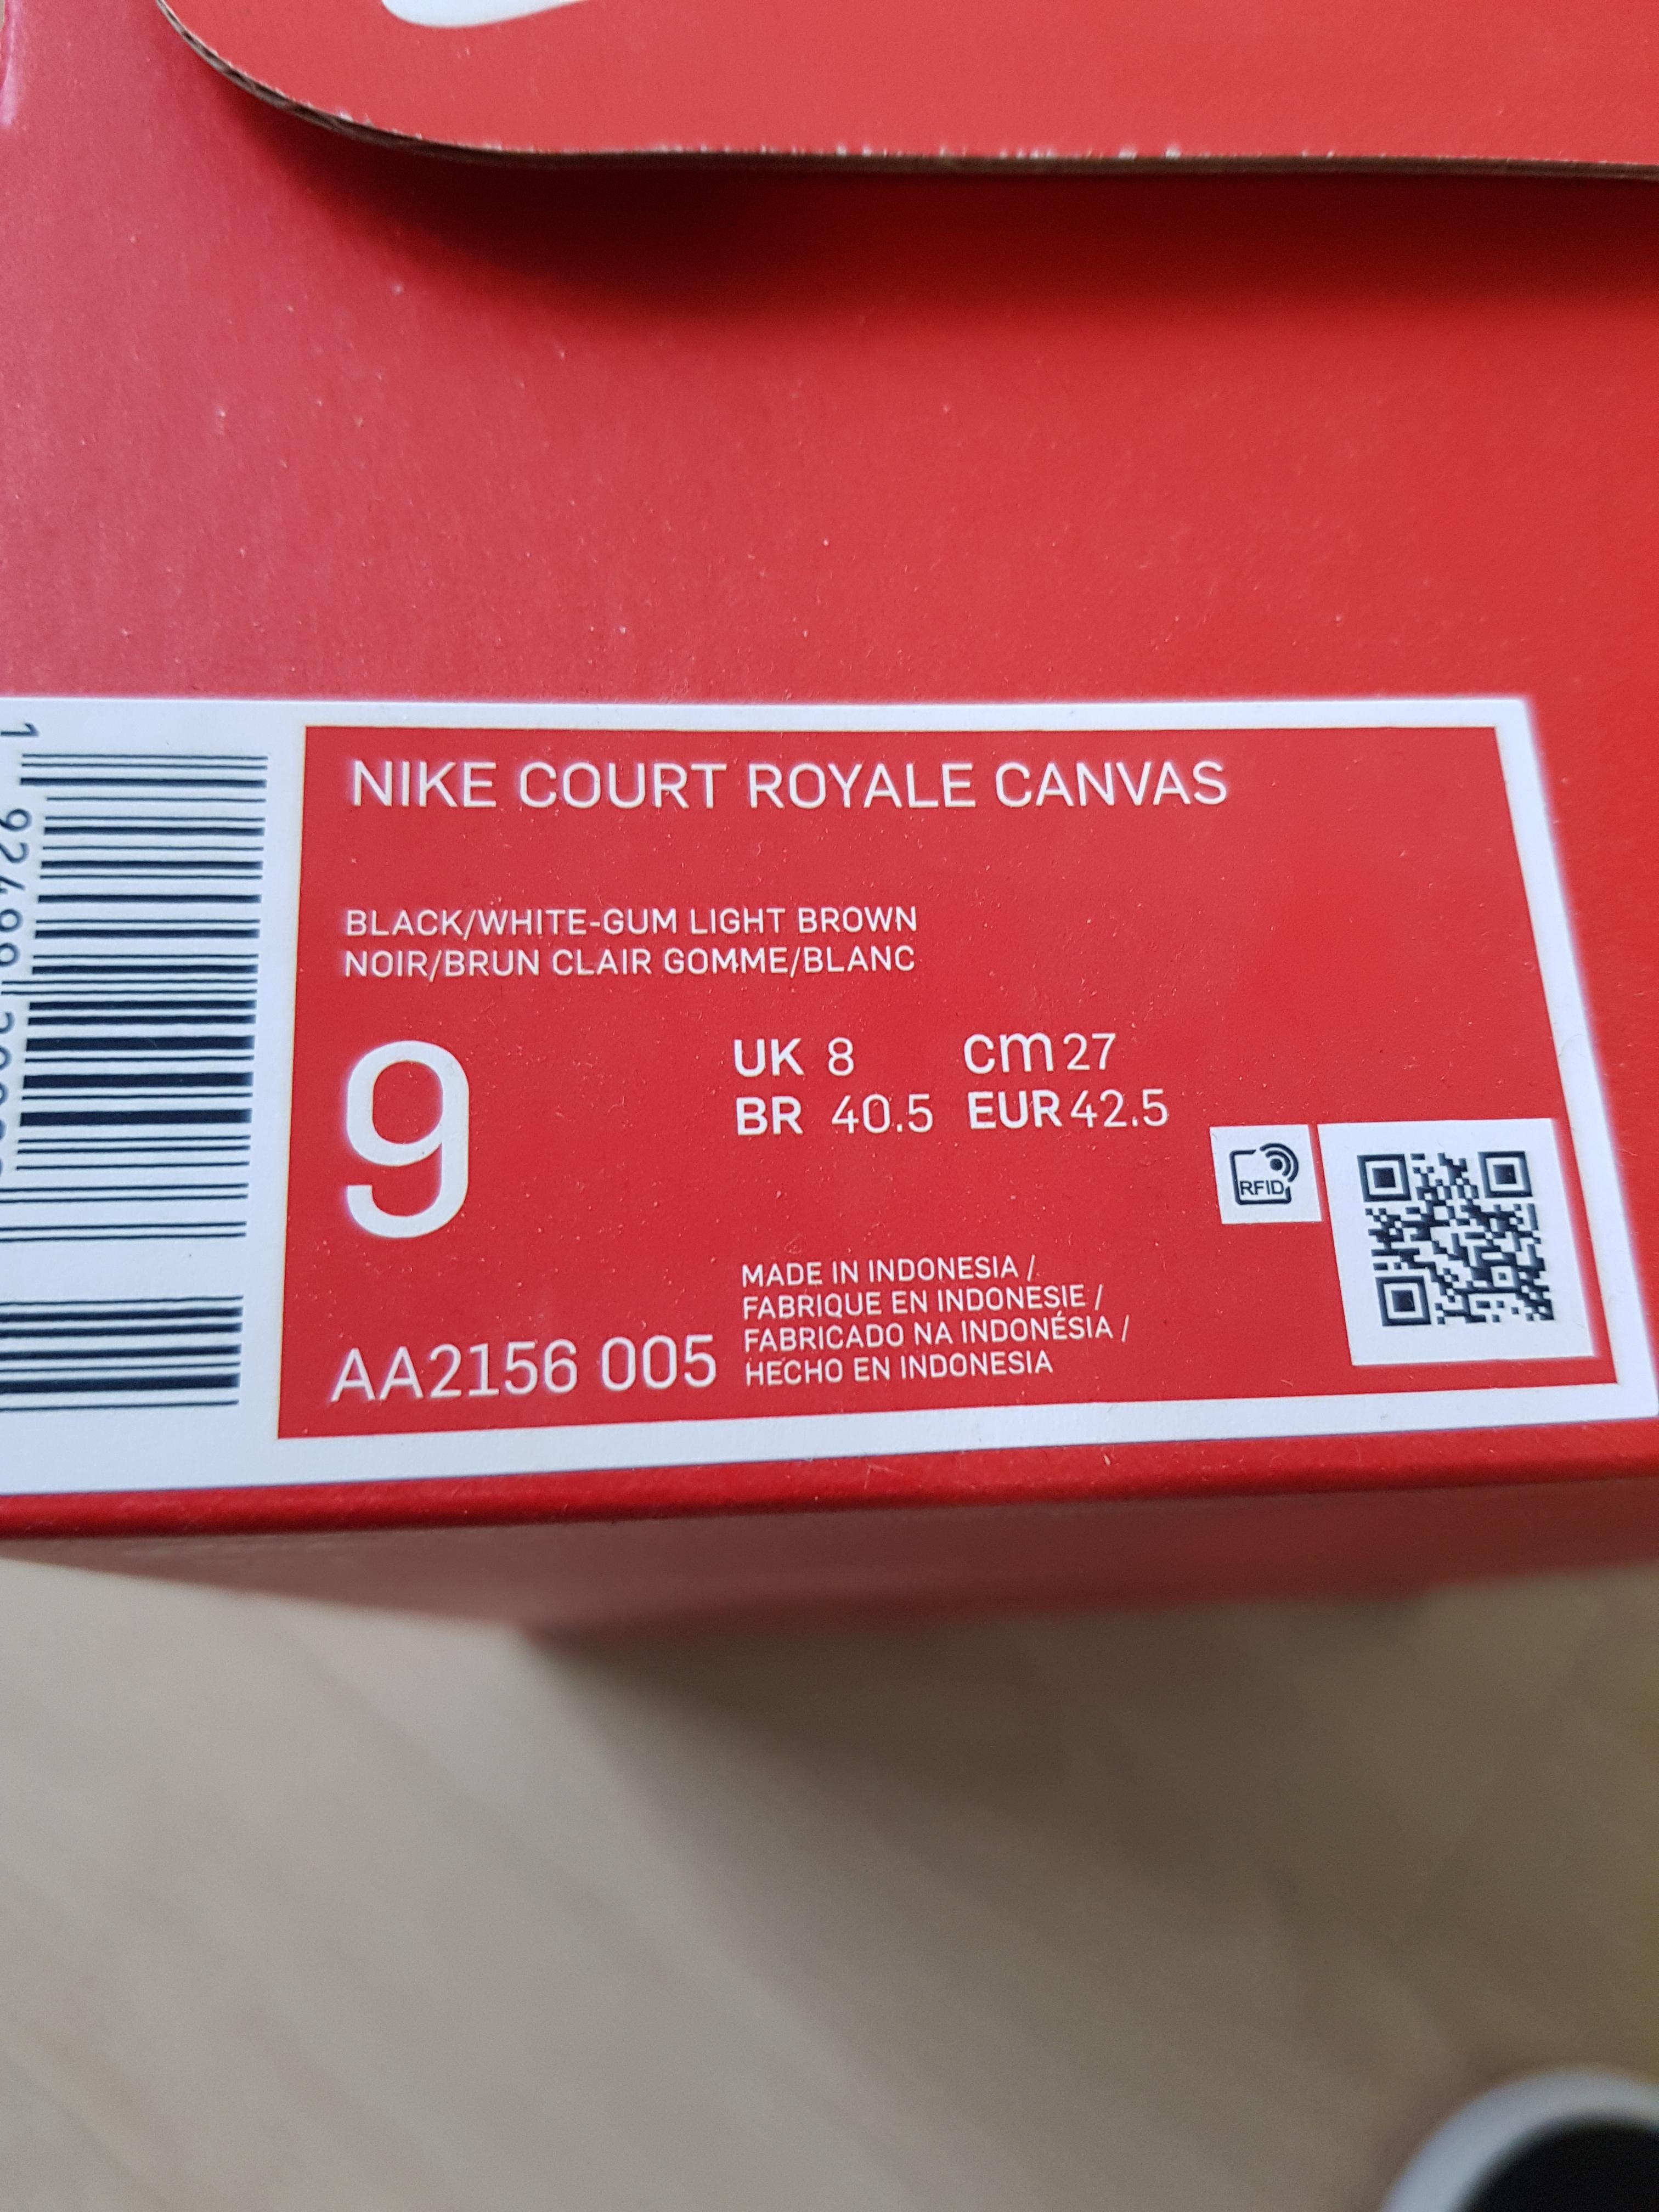 NIKE COURT ROYALE CANVAS
BLACK/WHITE-GUM LIGHT BROWN
NOIR/BRUN CLAIR GOMME/BLANC
9
UK 8 cm 27
BR 40.5 EUR 42.5
RFID
MADE IN INDONESIA /
FABRIQUE EN INDONESIE /
FABRICADO NA INDONÉSIA /
HECHO EN INDONESIA
AA2156 005